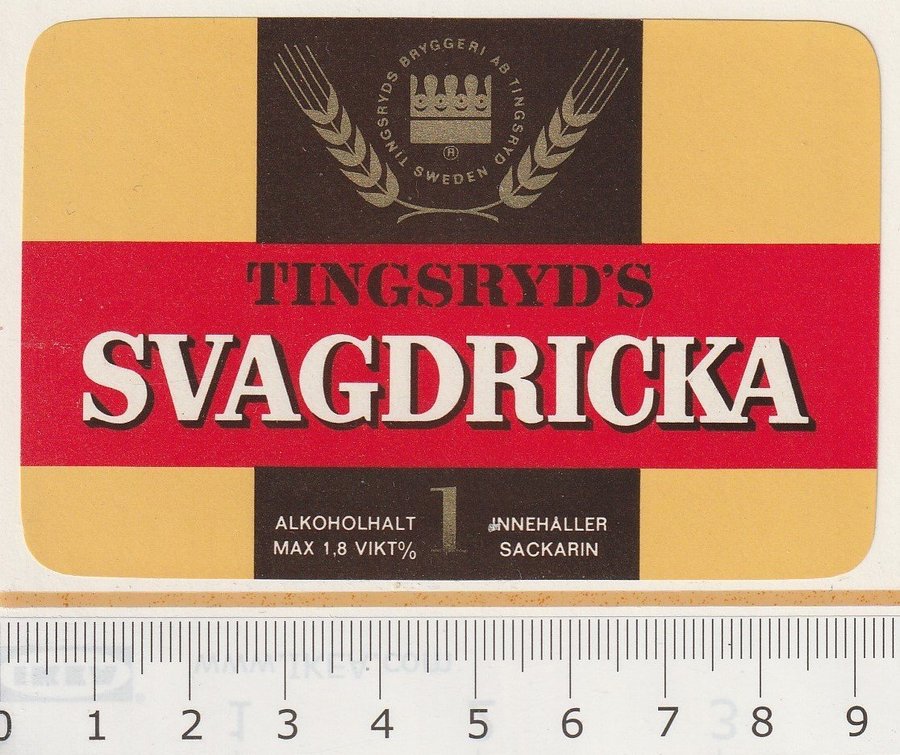 TINGSRYDS BRYGGERI AB TINGSRYD SWEDEN
®
TINGSRYD'S
SVAGDRICKA
ALKOHOLHALT
MAX 1,8 VIKT%
1
INNEHÅLLER
SACKARIN
0 1 2 3 4 5 6 7 8 9